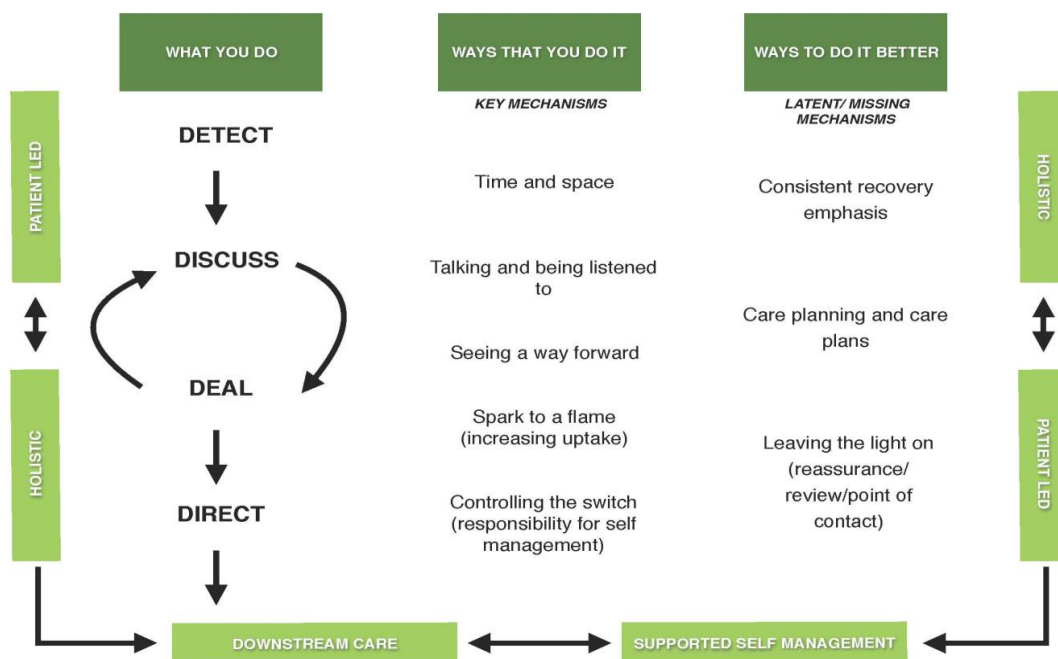 WHAT YOU DO
WAYS THAT YOU DO IT
WAYS TO DO IT BETTER
KEY MECHANISMS
LATENT/ MISSING
MECHANISMS
PATIENT LED
HOLISTIC
DETECT
DISCUSS
DEAL
DIRECT
Time and space
Talking and being listened
to
Seeing a way forward
Spark to a flame
(increasing uptake)
Controlling the switch
(responsibility for self
management)
Consistent recovery
emphasis
Care planning and care
plans
Leaving the light on
(reassurance/
review/point of
contact)
HOLISTIC
PATIENT LED
DOWNSTREAM CARE
SUPPORTED SELF MANAGEMENT